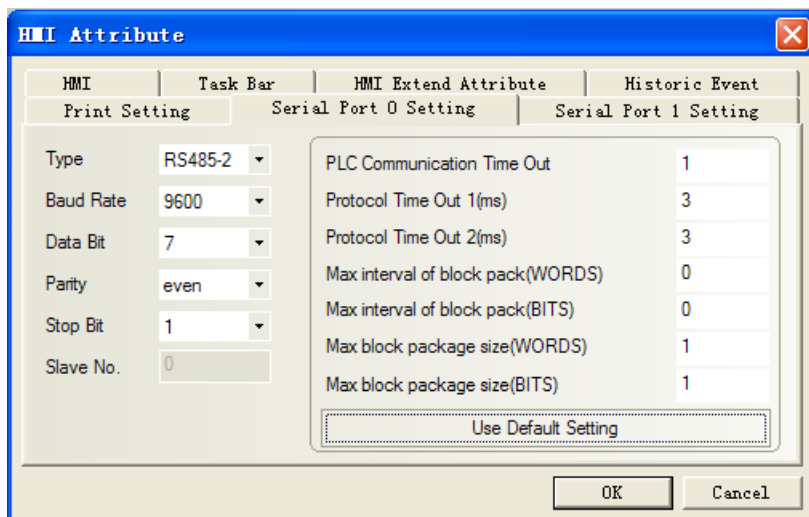 HMI Attribute
HMI Task Bar HMI Extend Attribute Historic Event
Print Setting Serial Port 0 Setting Serial Port 1 Setting
Type RS485-2
Baud Rate 9600
Data Bit 7
Parity even
Stop Bit 1
Slave No. 0
PLC Communication Time Out 1
Protocol Time Out 1(ms) 3
Protocol Time Out 2(ms) 3
Max interval of block pack(WORDS) 0
Max interval of block pack(BITS) 0
Max block package size(WORDS) 1
Max block package size(BITS) 1
Use Default Setting
OK Cancel